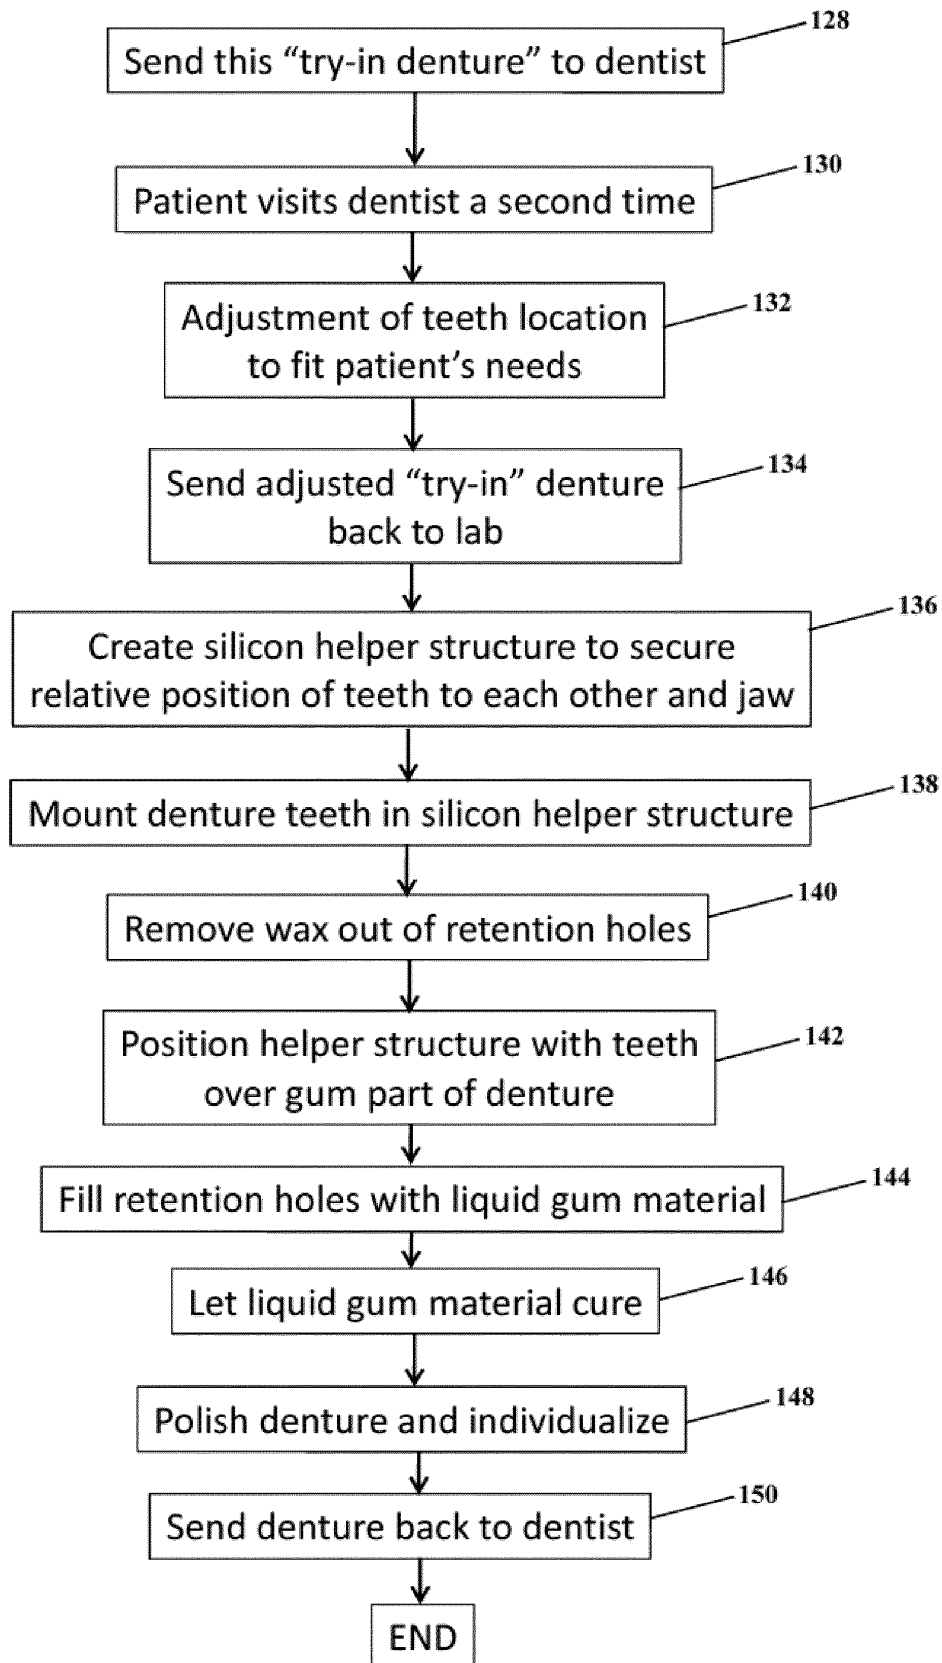 128
Send this “try-in denture” to dentist
130
Patient visits dentist a second time
132
Adjustment of teeth location
to fit patient’s needs
134
Send adjusted “try-in” denture
back to lab
136
Create silicon helper structure to secure
relative position of teeth to each other and jaw
138
Mount denture teeth in silicon helper structure
140
Remove wax out of retention holes
142
Position helper structure with teeth
over gum part of denture
144
Fill retention holes with liquid gum material
146
Let liquid gum material cure
148
Polish denture and individualize
150
Send denture back to dentist
END